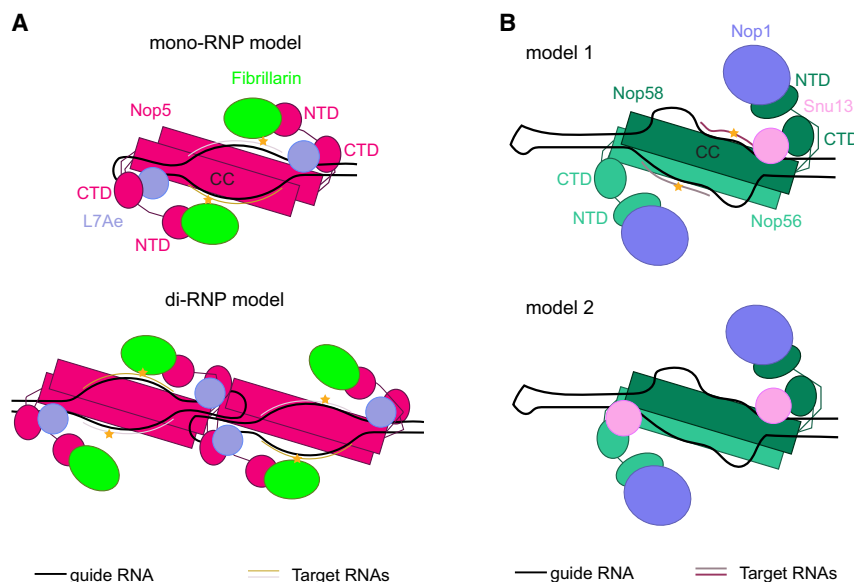 A
mono-RNP model
Fibrillarin
Nop5
NTD
CTD
CC
CTD
L7Ae
NTD
di-RNP model
guide RNA
Target RNAs
B
Nop1
model 1
Nop58
NTD
Snu13
CTD
CC
CTD
NTD
Nop56
model 2
guide RNA
Target RNAs